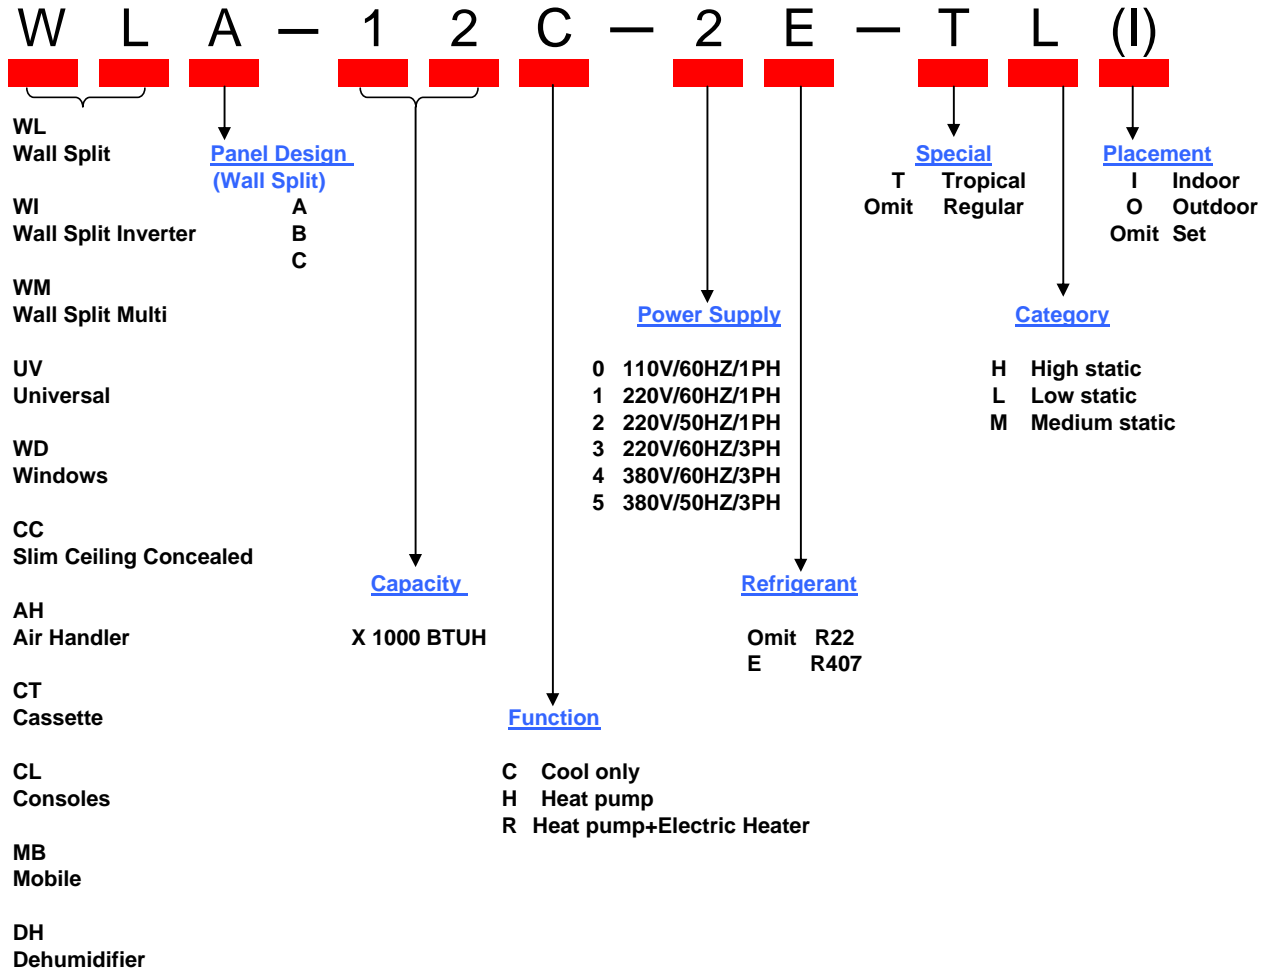 W L A — 1 2 C — 2 E — T L (I)
WL
Wall Split
WI
Wall Split Inverter
WM
Wall Split Multi
UV
Universal
WD
Windows
CC
Slim Ceiling Concealed
AH
Air Handler
CT
Cassette
CL
Consoles
MB
Mobile
DH
Dehumidifier
Panel Design
(Wall Split)
A
B
C
Capacity
X 1000 BTUH
Function
C Cool only
H Heat pump
R Heat pump+Electric Heater
Power Supply
0 110V/60HZ/1PH
1 220V/60HZ/1PH
2 220V/50HZ/1PH
3 220V/60HZ/3PH
4 380V/60HZ/3PH
5 380V/50HZ/3PH
Refrigerant
Omit R22
E R407
Special
T Tropical
Omit Regular
Category
H High static
L Low static
M Medium static
Placement
I Indoor
O Outdoor
Omit Set